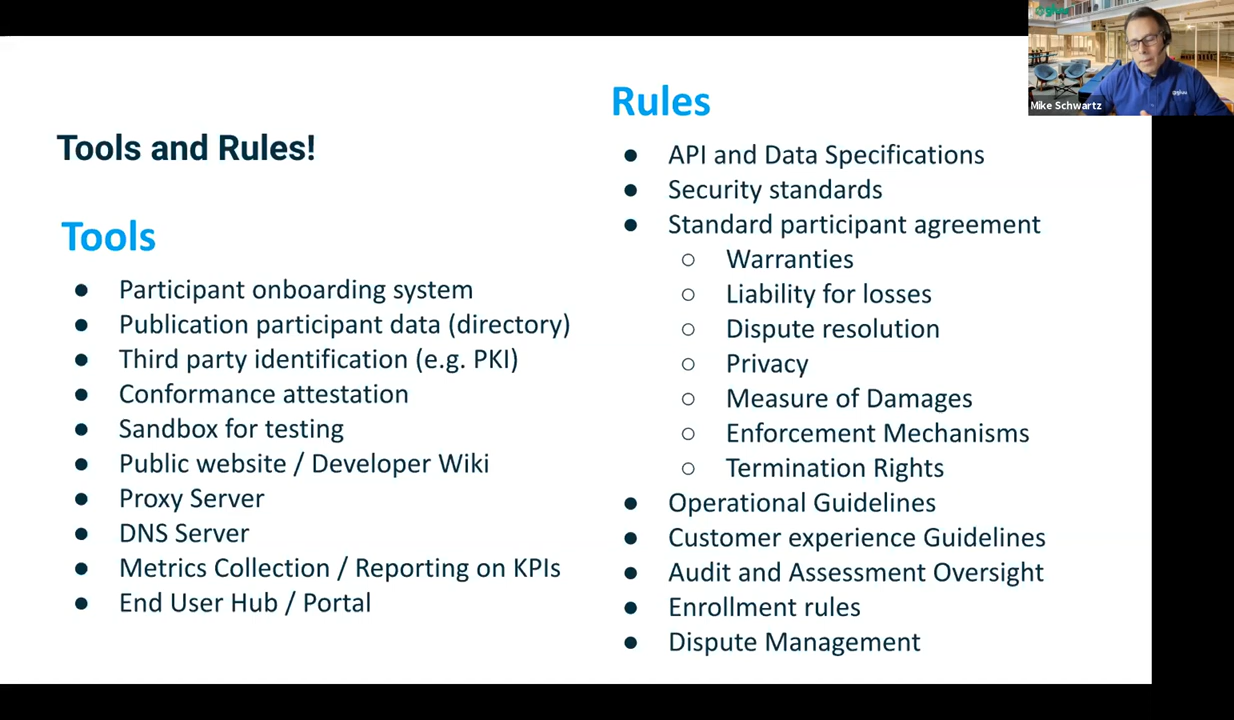 Tools and Rules!
Tools
● Participant onboarding system
● Publication participant data (directory)
● Third party identification (e.g. PKI)
● Conformance attestation
● Sandbox for testing
● Public website / Developer Wiki
● Proxy Server
● DNS Server
● Metrics Collection / Reporting on KPIs
● End User Hub / Portal
Rules
● API and Data Specifications
● Security standards
● Standard participant agreement
○ Warranties
○ Liability for losses
○ Dispute resolution
○ Privacy
○ Measure of Damages
○ Enforcement Mechanisms
○ Termination Rights
● Operational Guidelines
● Customer experience Guidelines
● Audit and Assessment Oversight
● Enrollment rules
● Dispute Management
gluu
Mike Schwartz